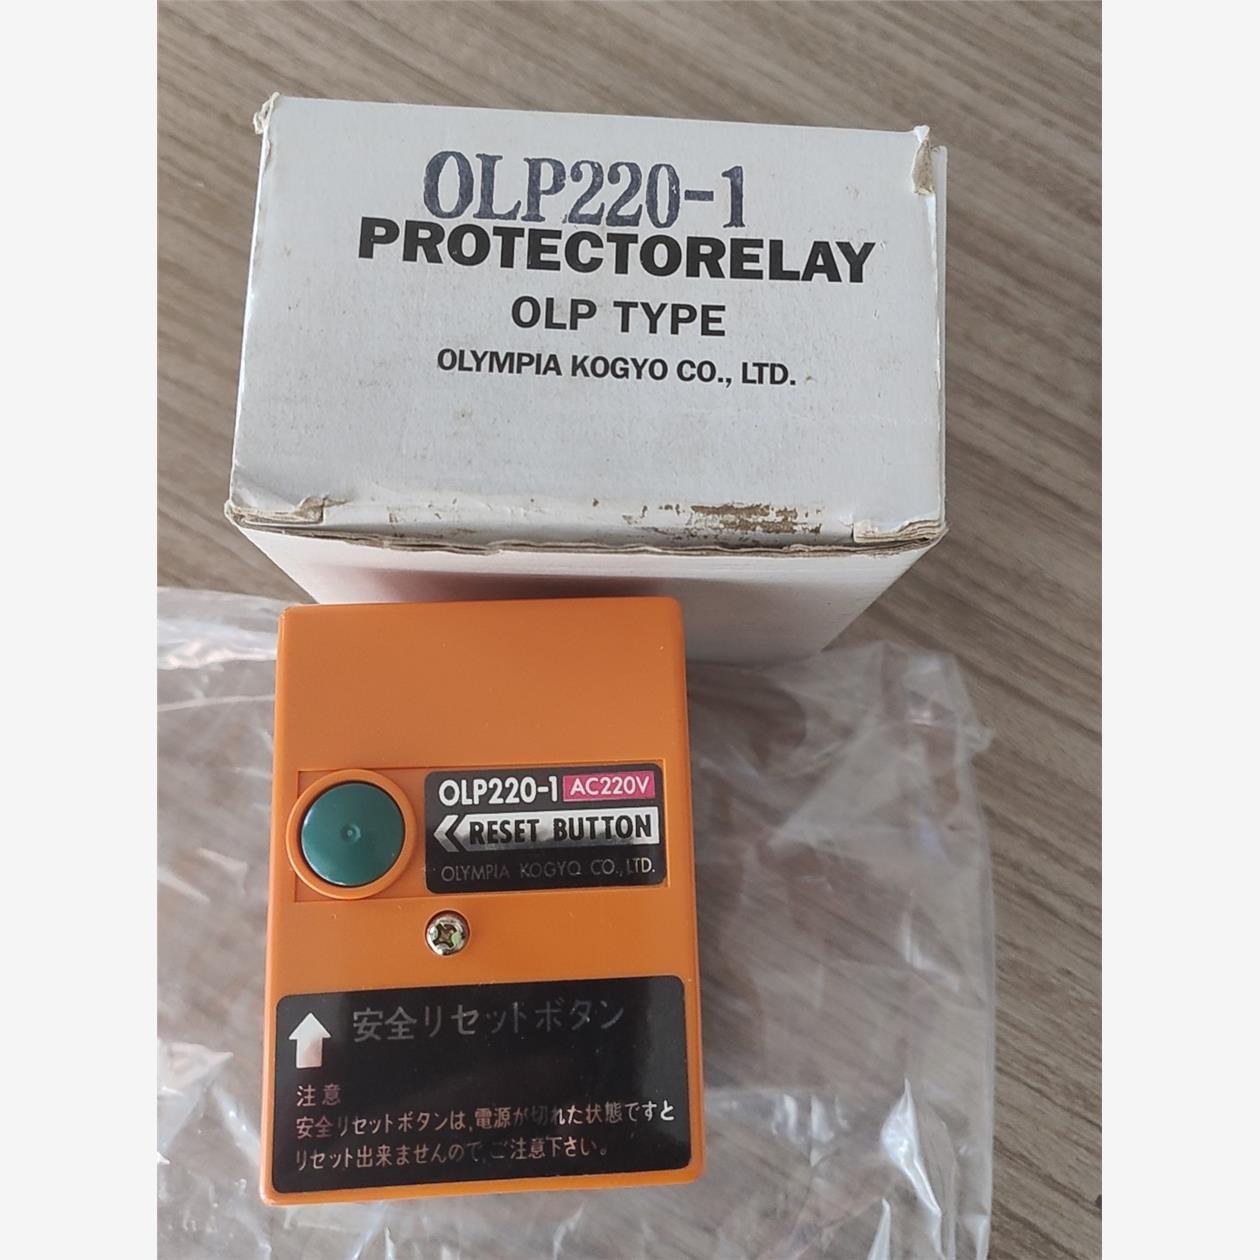 OLP220-1
PROTECTORELAY
OLP TYPE
OLYMPIA KOGYO CO., LTD.
OLP220-1 AC220V
RESET BUTTON
OLYMPIA KOGYO CO., LTD.
安全リセットボタン
注意
安全リセットボタンは,電源が切れた状態ですと
リセット出来ませんので,ご注意下さい。